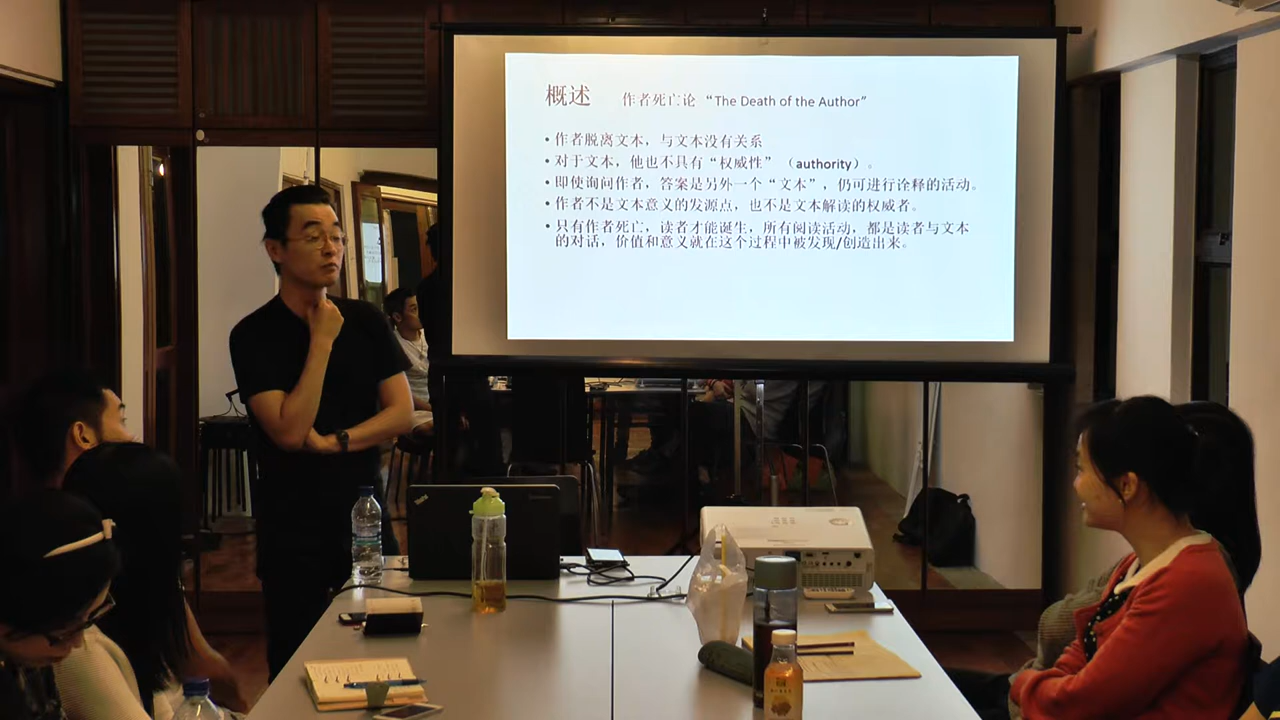 概述 作者死亡论 “The Death of the Author”
• 作者脱离文本，与文本没有关系
• 对于文本，他也不具有“权威性”（authority）。
• 即使询问作者，答案是另外一个“文本”，仍可进行诠释的活动。
• 作者不是文本意义的发源点，也不是文本解读的权威者。
• 只有作者死亡，读者才能诞生，所有阅读活动，都是读者与文本
的对话，价值和意义就在这个过程中被发现/创造出来。
ThinkPad